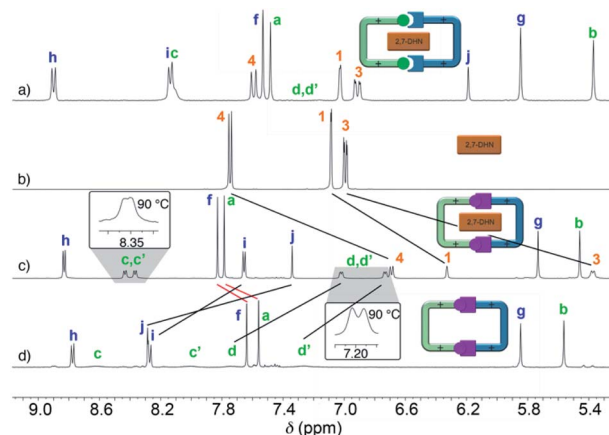 h i c 4 f a 1 3 j g b
d,d'
2,7-DHN
a)
4 1 3
2,7-DHN
b)
90 °C
8.35
h c,c' f a i j d,d' 4 1 g b 3
2,7-DHN
c)
90 °C
7.20
h c j i c' f a d d' g b
d)
9.0 8.6 8.2 7.8 7.4 7.0 6.6 6.2 5.8 5.4
δ (ppm)